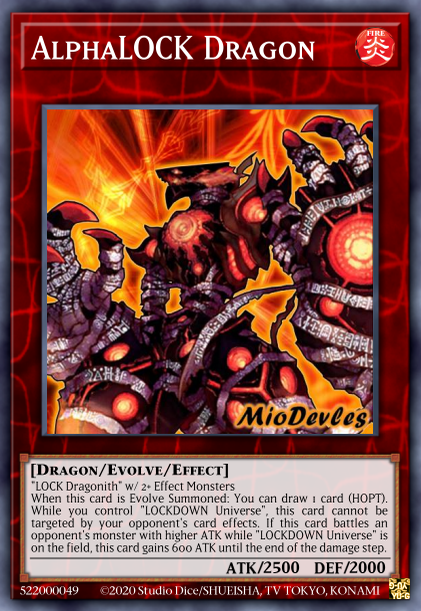 AlphaLOCK Dragon
FIRE
炎
MioDevles
[Dragon/Evolve/Effect]
"LOCK Dragonith" w/ 2+ Effect Monsters
When this card is Evolve Summoned: You can draw 1 card (HOPT).
While you control "LOCKDOWN Universe", this card cannot be
targeted by your opponent's card effects. If this card battles an
opponent's monster with higher ATK while "LOCKDOWN Universe" is
on the field, this card gains 600 ATK until the end of the damage step.
ATK/2500 DEF/2000
522000049 ©2020 Studio Dice/SHUEISHA, TV TOKYO, KONAMI